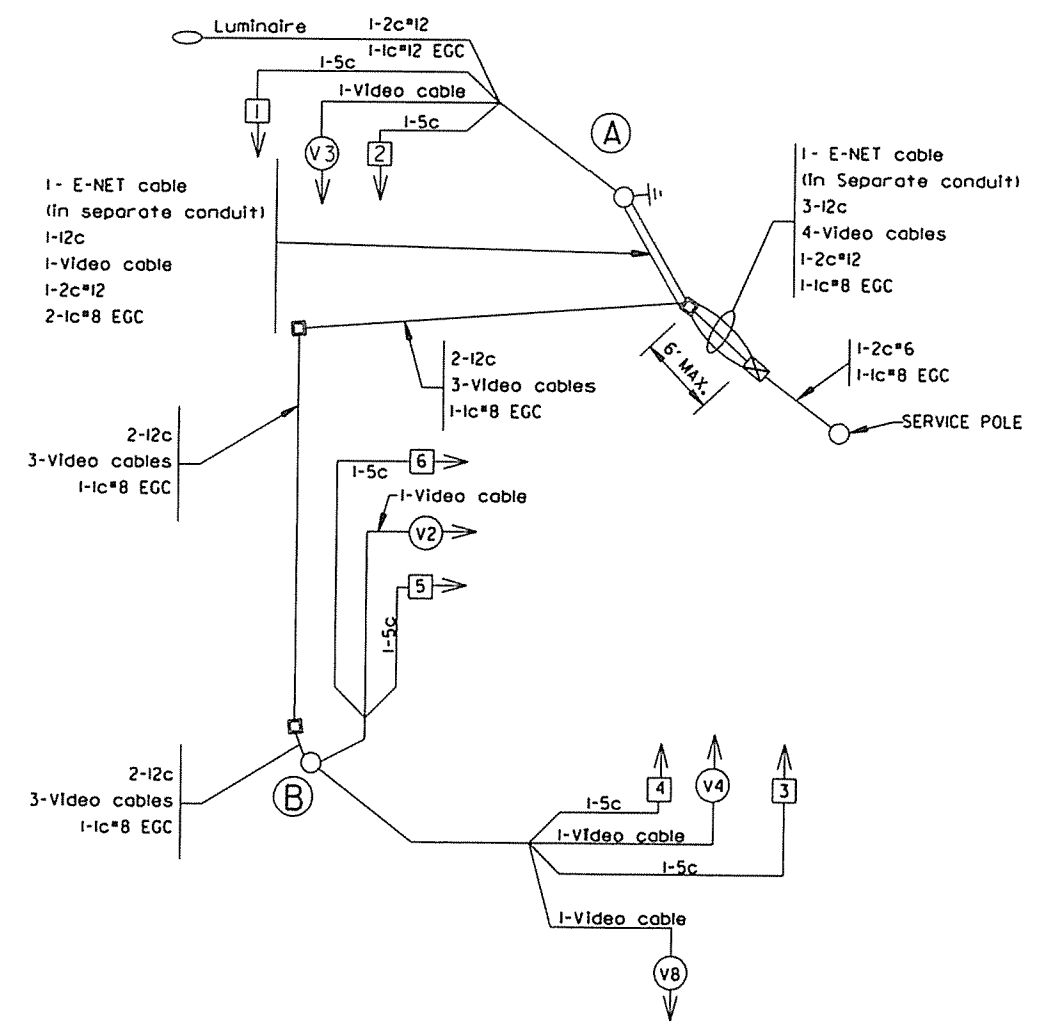 Luminaire
1-2c#12
1-1c#12 EGC
1-5c
1-Video cable
1-5c
1
V3
2
A
1- E-NET cable
(in separate conduit)
1-12c
1-Video cable
1-2c#12
2-1c#8 EGC
1- E-NET cable
(in Separate conduit)
3-12c
4-Video cables
1-2c#12
1-1c#8 EGC
6' MAX.
1-2c#6
1-1c#8 EGC
SERVICE POLE
2-12c
3-Video cables
1-1c#8 EGC
2-12c
3-Video cables
1-1c#8 EGC
6
1-5c
1-Video cable
V2
5
1-5c
2-12c
3-Video cables
1-1c#8 EGC
B
4
V4
3
1-5c
1-Video cable
1-5c
1-Video cable
V8